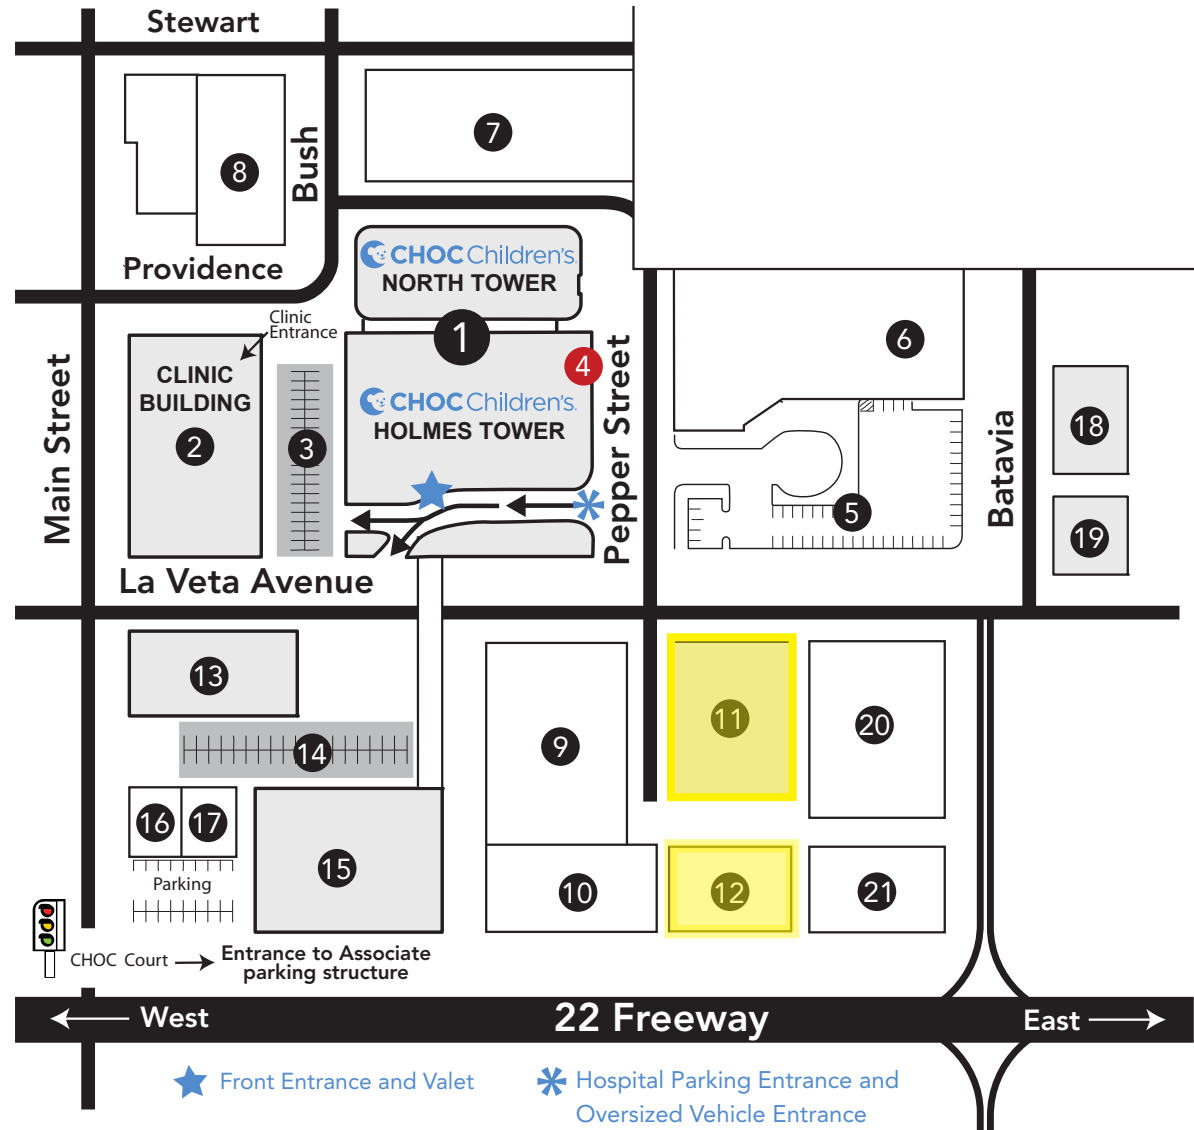 Stewart
7
Bush
8
Providence
CHOC Children's.
NORTH TOWER
1
Clinic
Entrance
6
4
CLINIC
BUILDING
2
3
CHOC Children's.
HOLMES TOWER
Main Street
Pepper Street
Batavia
18
5
19
La Veta Avenue
13
11
20
9
14
16
17
15
Parking
10
12
21
CHOC Court
Entrance to Associate
parking structure
West
22 Freeway
East
Front Entrance and Valet
Hospital Parking Entrance and
Oversized Vehicle Entrance